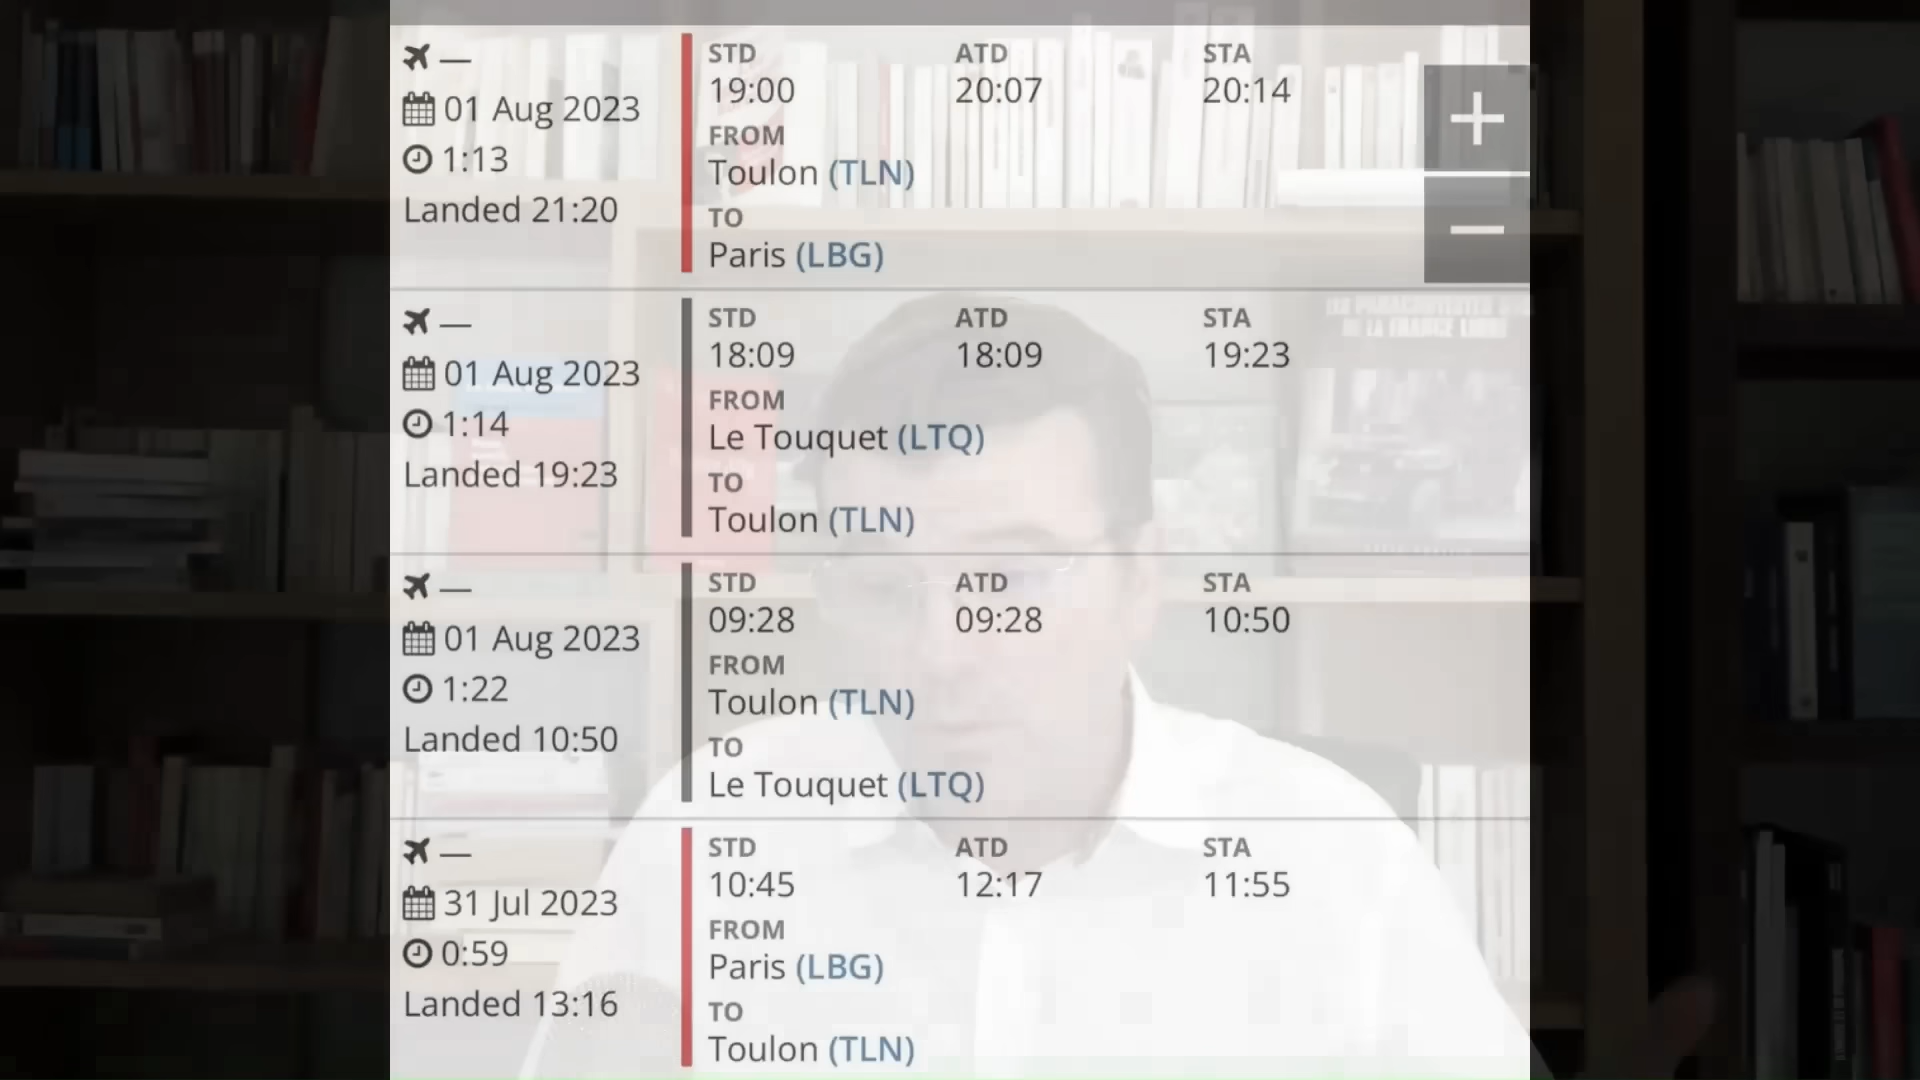 —
01 Aug 2023
1:13
Landed 21:20
STD ATD STA
19:00 20:07 20:14
FROM
Toulon (TLN)
TO
Paris (LBG)
+
−
—
01 Aug 2023
1:14
Landed 19:23
STD ATD STA
18:09 18:09 19:23
FROM
Le Touquet (LTQ)
TO
Toulon (TLN)
DE LA FRANCE LIBRE
—
01 Aug 2023
1:22
Landed 10:50
STD ATD STA
09:28 09:28 10:50
FROM
Toulon (TLN)
TO
Le Touquet (LTQ)
—
31 Jul 2023
0:59
Landed 13:16
STD ATD STA
10:45 12:17 11:55
FROM
Paris (LBG)
TO
Toulon (TLN)